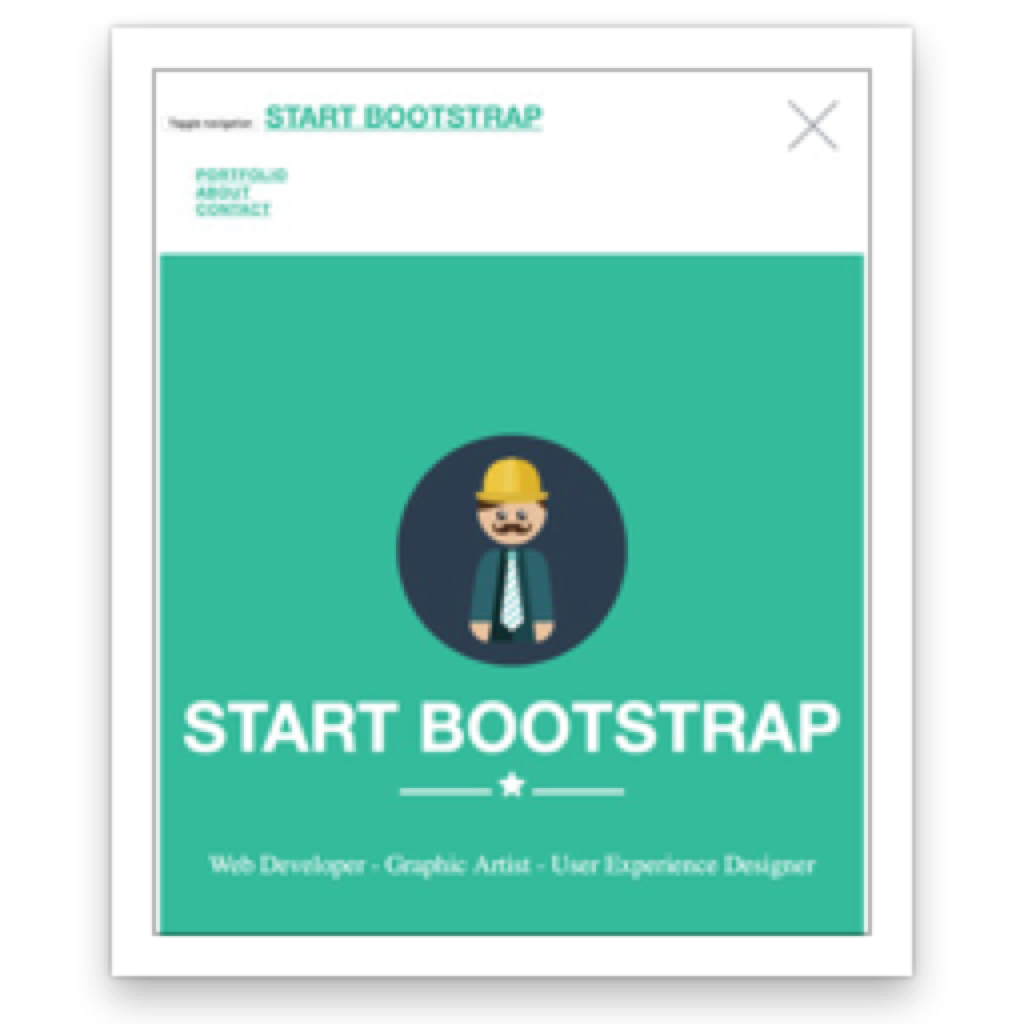 Toggle navigation START BOOTSTRAP
PORTFOLIO
ABOUT
CONTACT
START BOOTSTRAP
Web Developer - Graphic Artist - User Experience Designer